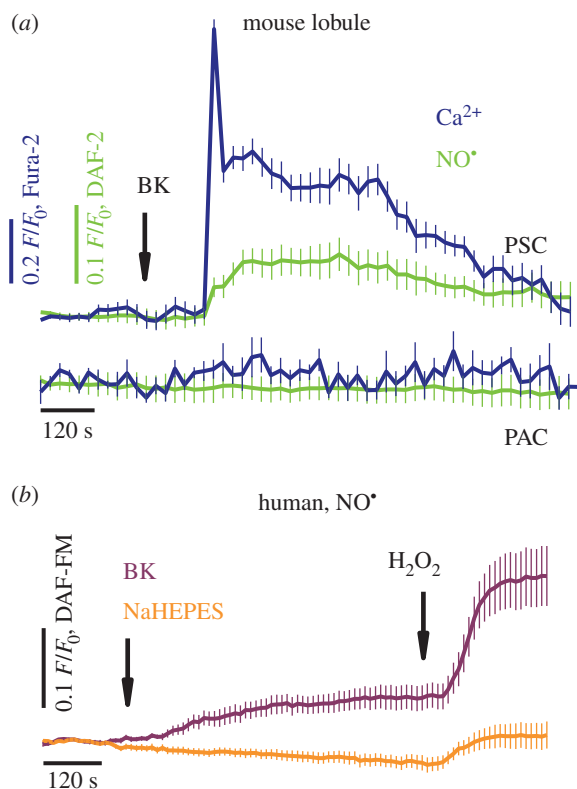 (a)
mouse lobule
0.2 F/F₀, Fura-2
0.1 F/F₀, DAF-2
BK
Ca²⁺
NO•
PSC
120 s
PAC
(b)
human, NO•
0.1 F/F₀, DAF-FM
BK
NaHEPES
H₂O₂
120 s